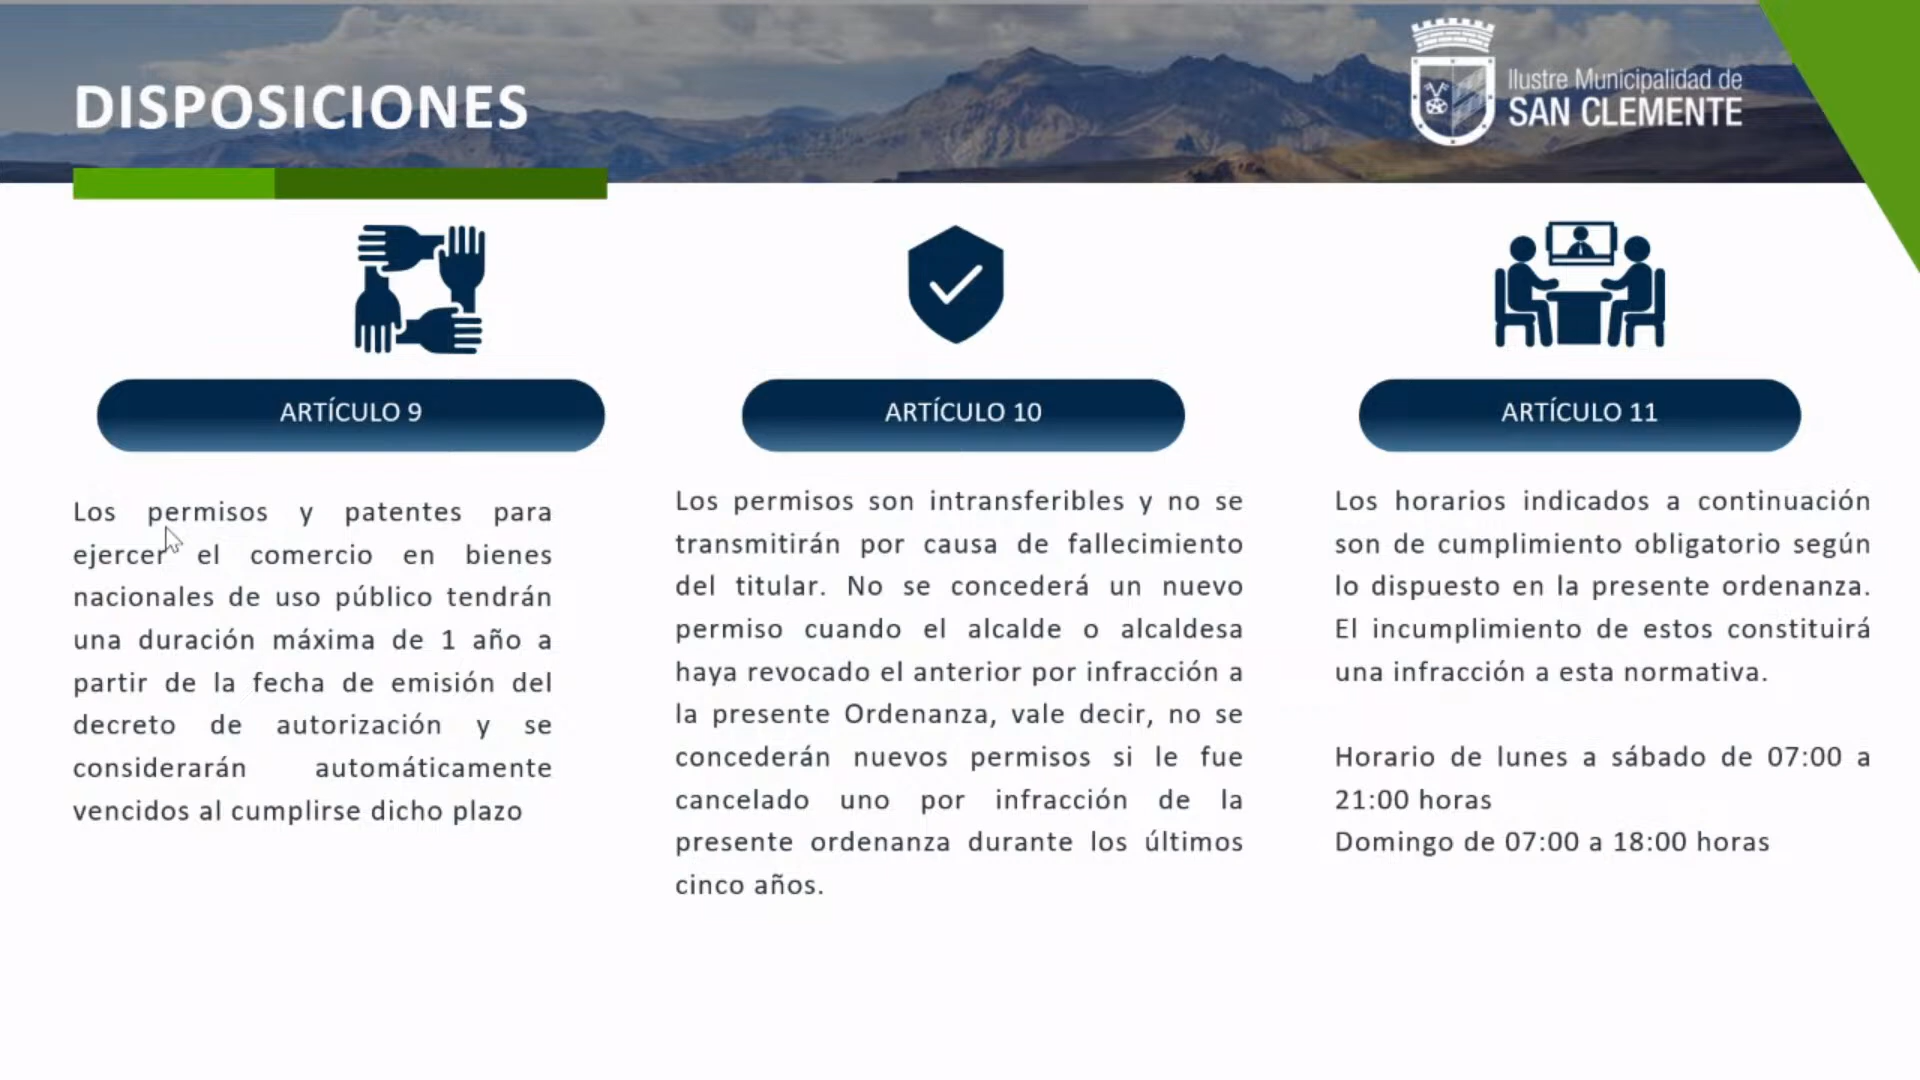 DISPOSICIONES
Ilustre Municipalidad de
SAN CLEMENTE
ARTÍCULO 9
Los permisos y patentes para
ejercer el comercio en bienes
nacionales de uso público tendrán
una duración máxima de 1 año a
partir de la fecha de emisión del
decreto de autorización y se
considerarán automáticamente
vencidos al cumplirse dicho plazo
ARTÍCULO 10
Los permisos son intransferibles y no se
transmitirán por causa de fallecimiento
del titular. No se concederá un nuevo
permiso cuando el alcalde o alcaldesa
haya revocado el anterior por infracción a
la presente Ordenanza, vale decir, no se
concederán nuevos permisos si le fue
cancelado uno por infracción de la
presente ordenanza durante los últimos
cinco años.
ARTÍCULO 11
Los horarios indicados a continuación
son de cumplimiento obligatorio según
lo dispuesto en la presente ordenanza.
El incumplimiento de estos constituirá
una infracción a esta normativa.
Horario de lunes a sábado de 07:00 a
21:00 horas
Domingo de 07:00 a 18:00 horas